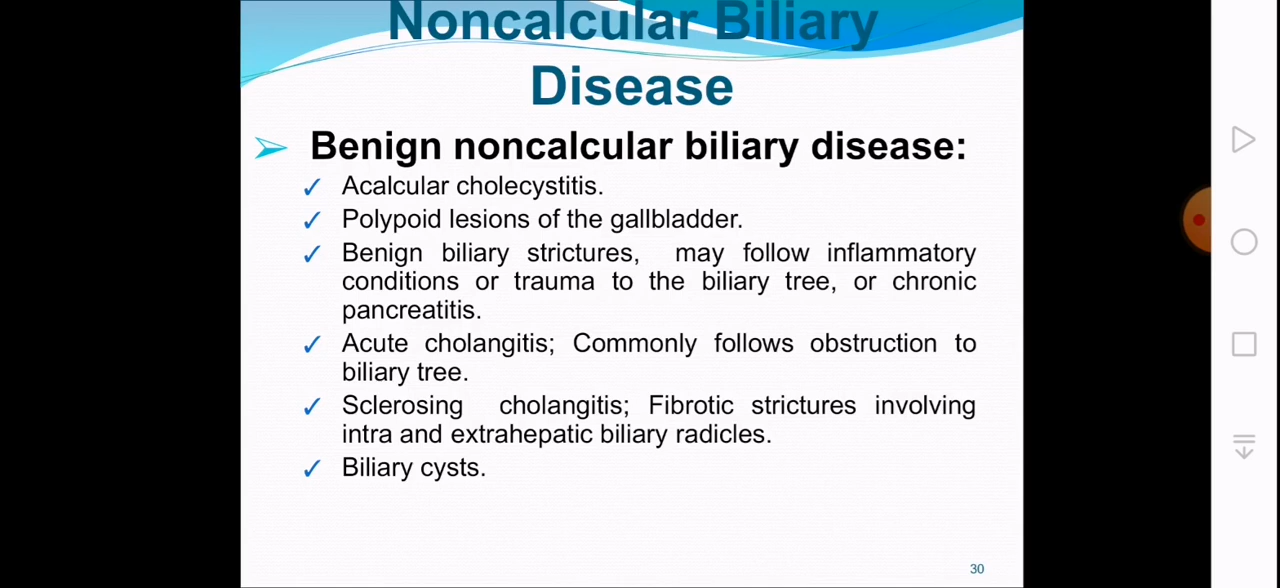 Noncalcular Biliary
Disease
Benign noncalcular biliary disease:
Acalcular cholecystitis.
Polypoid lesions of the gallbladder.
Benign biliary strictures, may follow inflammatory
conditions or trauma to the biliary tree, or chronic
pancreatitis.
Acute cholangitis; Commonly follows obstruction to
biliary tree.
Sclerosing cholangitis; Fibrotic strictures involving
intra and extrahepatic biliary radicles.
Biliary cysts.
30